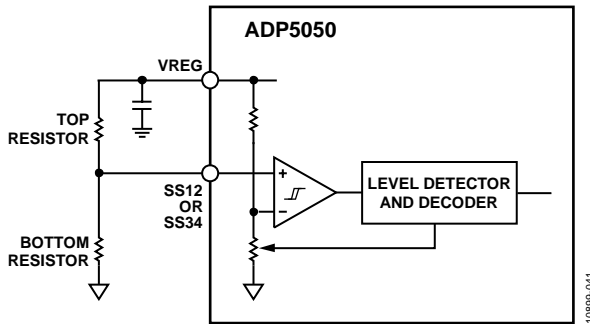 ADP5050
VREG
TOP
RESISTOR
SS12
OR
SS34
+
–
LEVEL DETECTOR
AND DECODER
BOTTOM
RESISTOR
10899-041